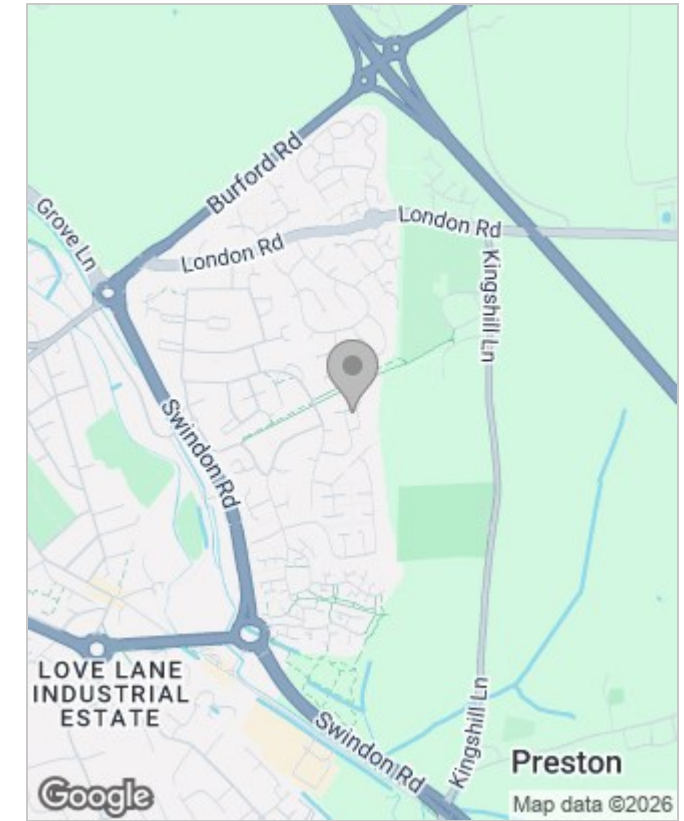 Burford Rd
Grove Ln
London Rd
London Rd
Kingshill Ln
Swindon Rd
LOVE LANE
INDUSTRIAL
ESTATE
Swindon Rd
Kingshill Ln
Preston
Google
Map data ©2026